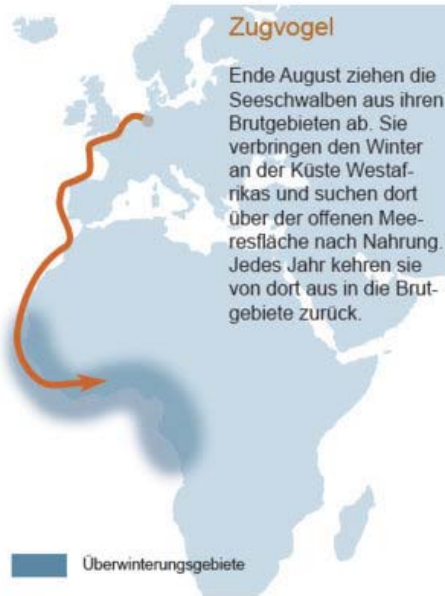 Zugvogel
Ende August ziehen die
Seeschwalben aus ihren
Brutgebieten ab. Sie
verbringen den Winter
an der Küste Westaf-
rikas und suchen dort
über der offenen Mee-
resfläche nach Nahrung.
Jedes Jahr kehren sie
von dort aus in die Brut-
gebiete zurück.
Überwinterungsgebiete